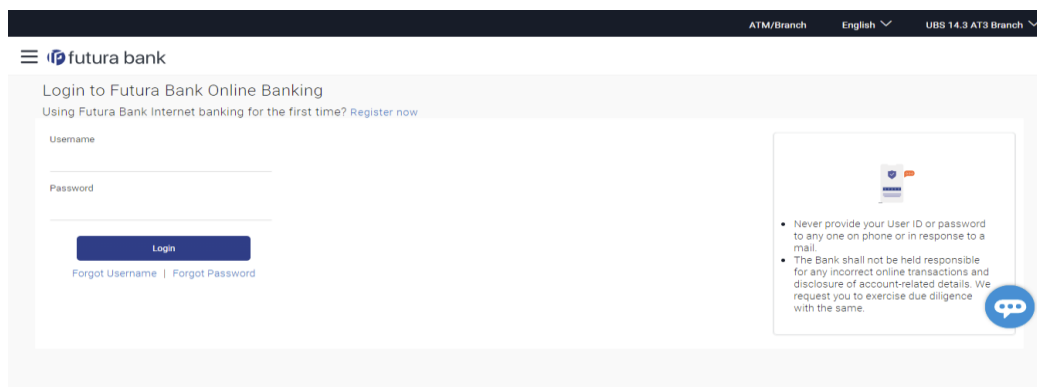 ATM/Branch English UBS 14.3 AT3 Branch
futura bank
Login to Futura Bank Online Banking
Using Futura Bank Internet banking for the first time? Register now
Username
Password
Login
Forgot Username | Forgot Password
• Never provide your User ID or password
to any one on phone or in response to a
mail.
• The Bank shall not be held responsible
for any incorrect online transactions and
disclosure of account-related details. We
request you to exercise due diligence
with the same.